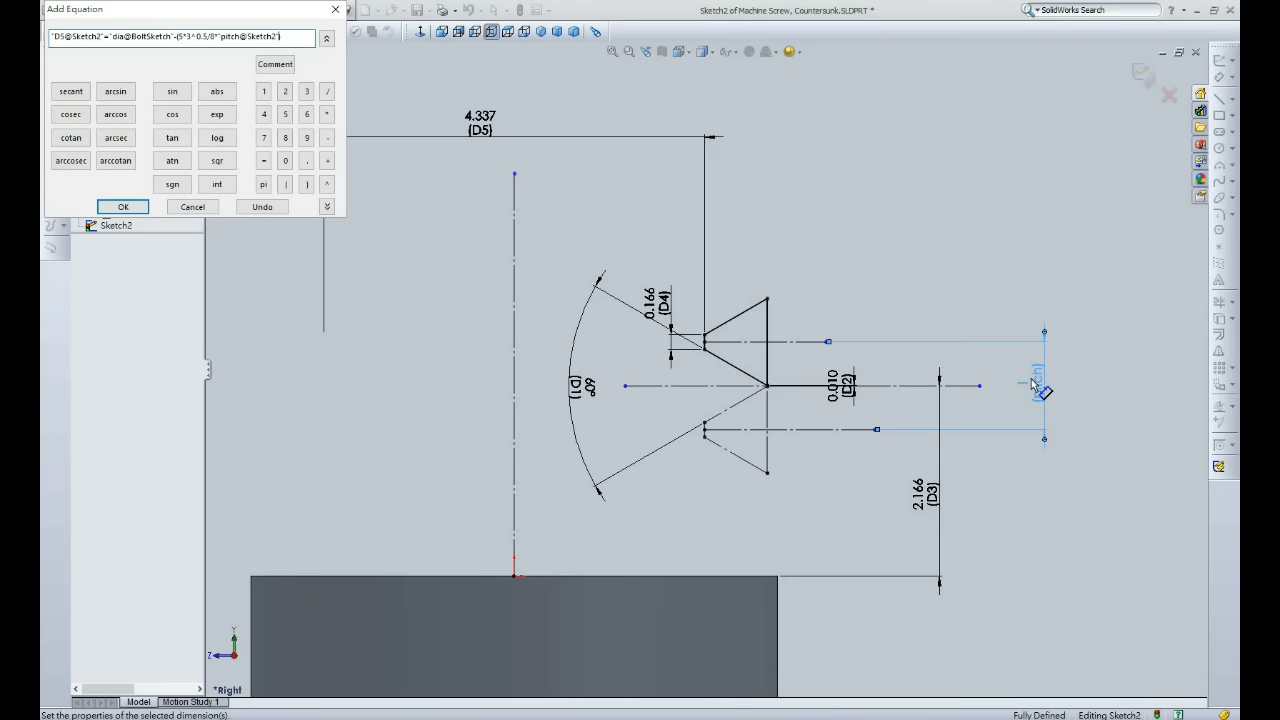 Add Equation
Sketch2 of Machine Screw, Countersunk.SLDPRT *
SolidWorks Search
"D5@Sketch2"="dia@BoltSketch"-(5*3^0.5/8*"pitch@Sketch2")
Comment
secant arcsin sin abs 1 2 3 /
cosec arccos cos exp 4 5 6 *
cotan arcsec tan log 7 8 9 -
arccosec arccotan atn sqr = 0 . +
sgn int pi ( ) ^
OK Cancel Undo
Sketch2
4.337
(D5)
0.166
(D4)
60°
(D1)
0.010
(D2)
1
(pitch)
2.166
(D3)
Y
Z
*Right
Model Motion Study 1
Set the properties of the selected dimension(s).
Fully Defined Editing Sketch2